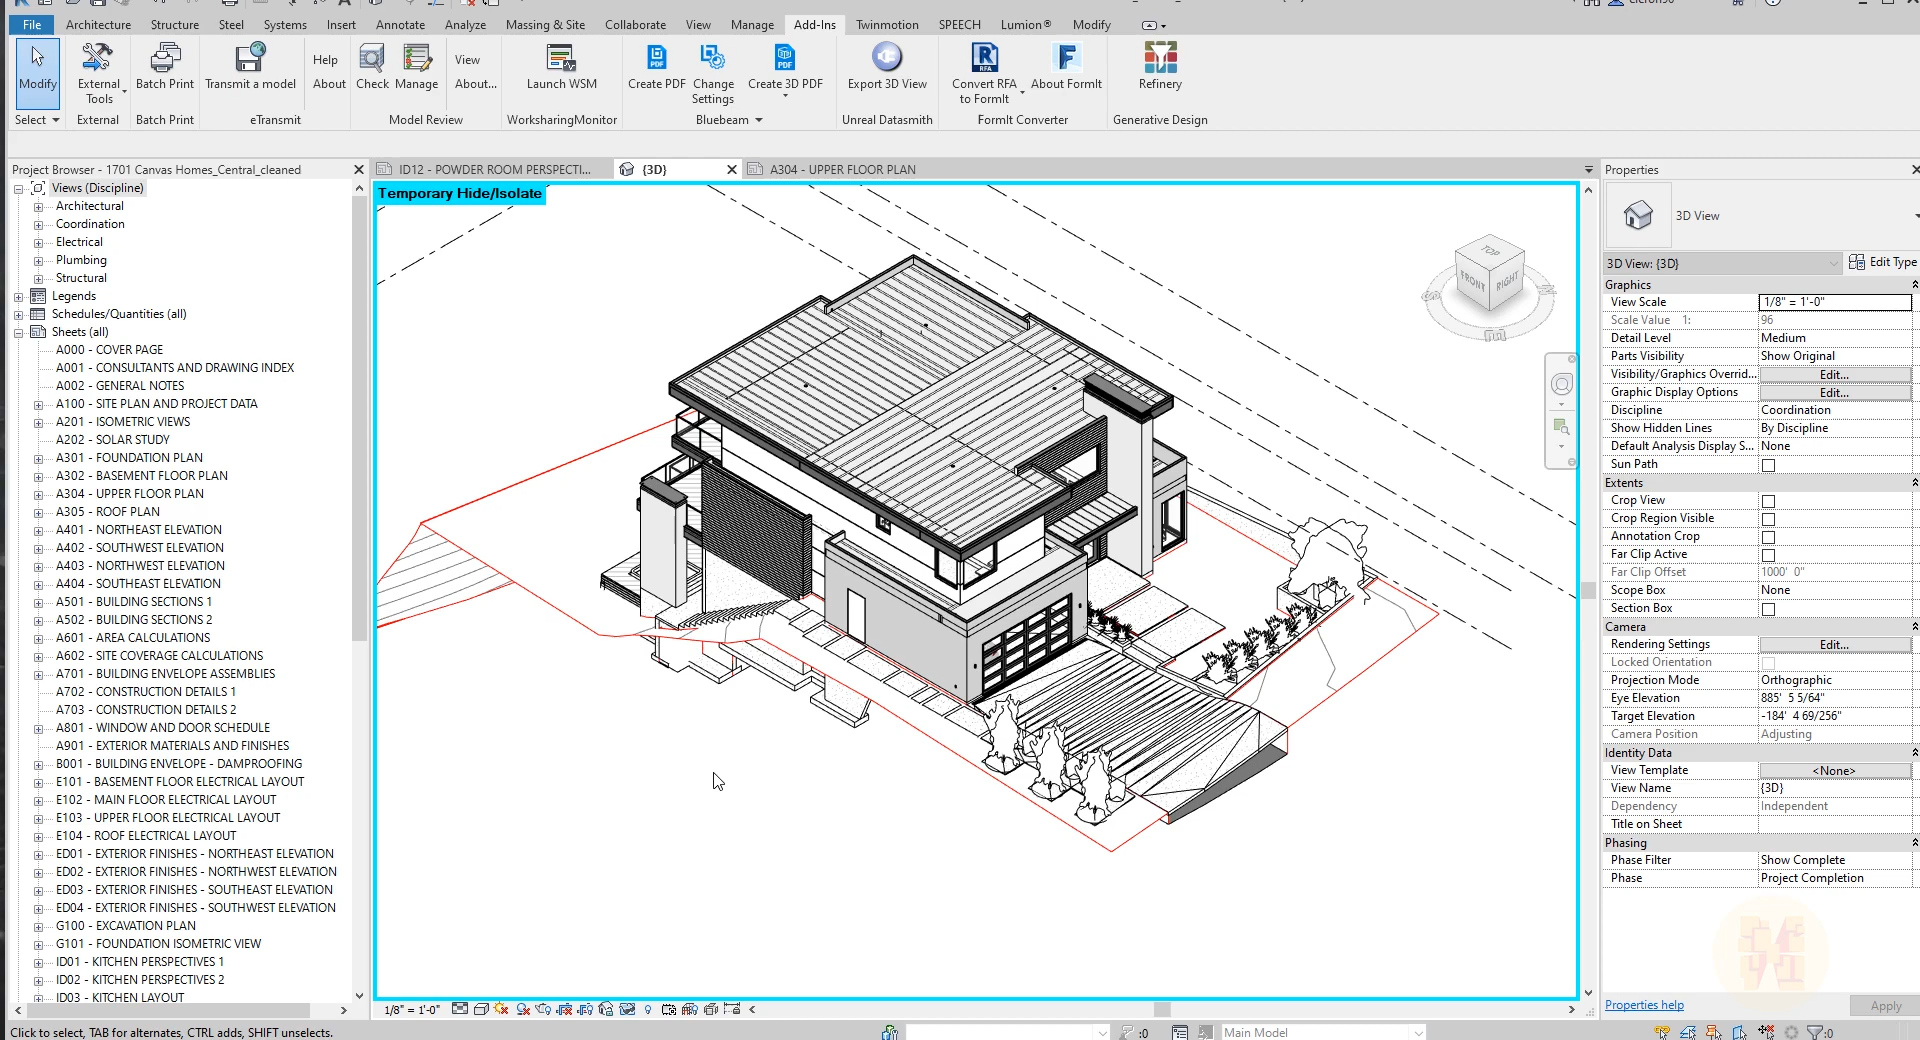 File Architecture Structure Steel Systems Insert Annotate Analyze Massing & Site Collaborate View Manage Add-Ins Twinmotion SPEECH Lumion® Modify
Modify
External Tools
Batch Print
Transmit a model
Help
About
Check
Manage
View
About...
Launch WSM
Create PDF
Change Settings
Create 3D PDF
Export 3D View
Convert RFA to FormIt
About FormIt
Refinery
Select External Batch Print eTransmit Model Review WorksharingMonitor Bluebeam Unreal Datasmith FormIt Converter Generative Design
Project Browser - 1701 Canvas Homes_Central_cleaned
Views (Discipline)
Architectural
Coordination
Electrical
Plumbing
Structural
Legends
Schedules/Quantities (all)
Sheets (all)
A000 - COVER PAGE
A001 - CONSULTANTS AND DRAWING INDEX
A002 - GENERAL NOTES
A100 - SITE PLAN AND PROJECT DATA
A201 - ISOMETRIC VIEWS
A202 - SOLAR STUDY
A301 - FOUNDATION PLAN
A302 - BASEMENT FLOOR PLAN
A304 - UPPER FLOOR PLAN
A305 - ROOF PLAN
A401 - NORTHEAST ELEVATION
A402 - SOUTHWEST ELEVATION
A403 - NORTHWEST ELEVATION
A404 - SOUTHEAST ELEVATION
A501 - BUILDING SECTIONS 1
A502 - BUILDING SECTIONS 2
A601 - AREA CALCULATIONS
A602 - SITE COVERAGE CALCULATIONS
A701 - BUILDING ENVELOPE ASSEMBLIES
A702 - CONSTRUCTION DETAILS 1
A703 - CONSTRUCTION DETAILS 2
A801 - WINDOW AND DOOR SCHEDULE
A901 - EXTERIOR MATERIALS AND FINISHES
B001 - BUILDING ENVELOPE - DAMPROOFING
E101 - BASEMENT FLOOR ELECTRICAL LAYOUT
E102 - MAIN FLOOR ELECTRICAL LAYOUT
E103 - UPPER FLOOR ELECTRICAL LAYOUT
E104 - ROOF ELECTRICAL LAYOUT
ED01 - EXTERIOR FINISHES - NORTHEAST ELEVATION
ED02 - EXTERIOR FINISHES - NORTHWEST ELEVATION
ED03 - EXTERIOR FINISHES - SOUTHEAST ELEVATION
ED04 - EXTERIOR FINISHES - SOUTHWEST ELEVATION
G100 - EXCAVATION PLAN
G101 - FOUNDATION ISOMETRIC VIEW
ID01 - KITCHEN PERSPECTIVES 1
ID02 - KITCHEN PERSPECTIVES 2
ID03 - KITCHEN LAYOUT
ID12 - POWDER ROOM PERSPECTI...
{3D}
A304 - UPPER FLOOR PLAN
Temporary Hide/Isolate
TOP
FRONT
RIGHT
1/8" = 1'-0"
Properties
3D View
3D View: {3D} Edit Type
Graphics
View Scale 1/8" = 1'-0"
Scale Value 1: 96
Detail Level Medium
Parts Visibility Show Original
Visibility/Graphics Overrid... Edit...
Graphic Display Options Edit...
Discipline Coordination
Show Hidden Lines By Discipline
Default Analysis Display S... None
Sun Path
Extents
Crop View
Crop Region Visible
Annotation Crop
Far Clip Active
Far Clip Offset 1000' 0"
Scope Box None
Section Box
Camera
Rendering Settings Edit...
Locked Orientation
Projection Mode Orthographic
Eye Elevation 885' 5 5/64"
Target Elevation -184' 4 69/256"
Camera Position Adjusting
Identity Data
View Template <None>
View Name {3D}
Dependency Independent
Title on Sheet
Phasing
Phase Filter Show Complete
Phase Project Completion
Properties help Apply
Click to select, TAB for alternates, CTRL adds, SHIFT unselects. :0 Main Model :0